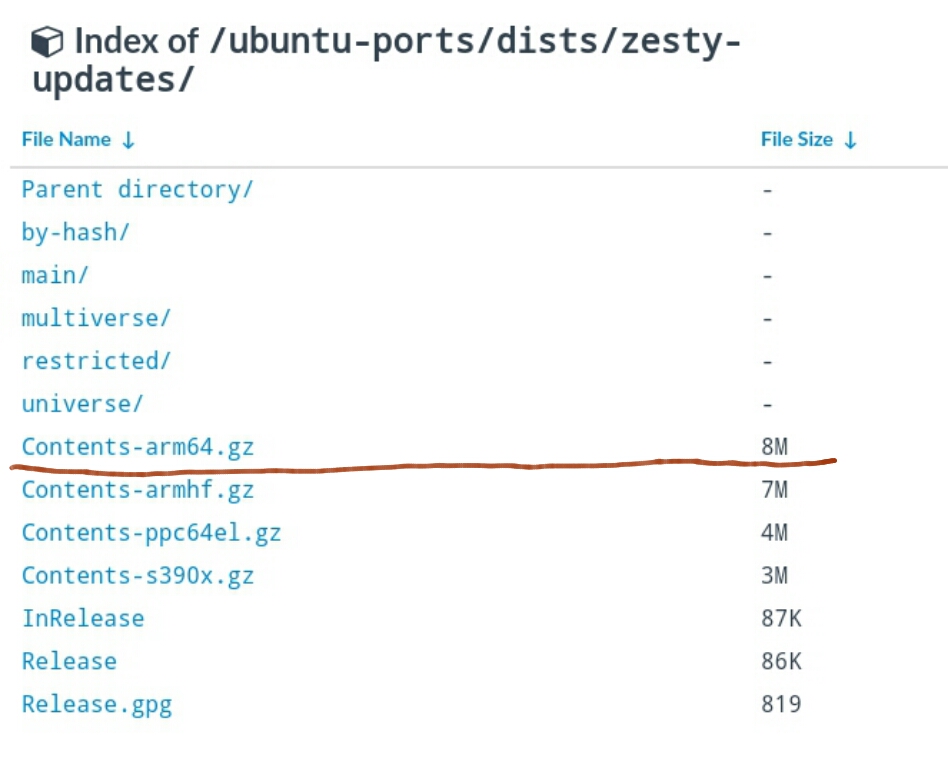 Index of /ubuntu-ports/dists/zesty-
updates/
File Name ↓ File Size ↓
Parent directory/ -
by-hash/ -
main/ -
multiverse/ -
restricted/ -
universe/ -
Contents-arm64.gz 8M
Contents-armhf.gz 7M
Contents-ppc64el.gz 4M
Contents-s390x.gz 3M
InRelease 87K
Release 86K
Release.gpg 819